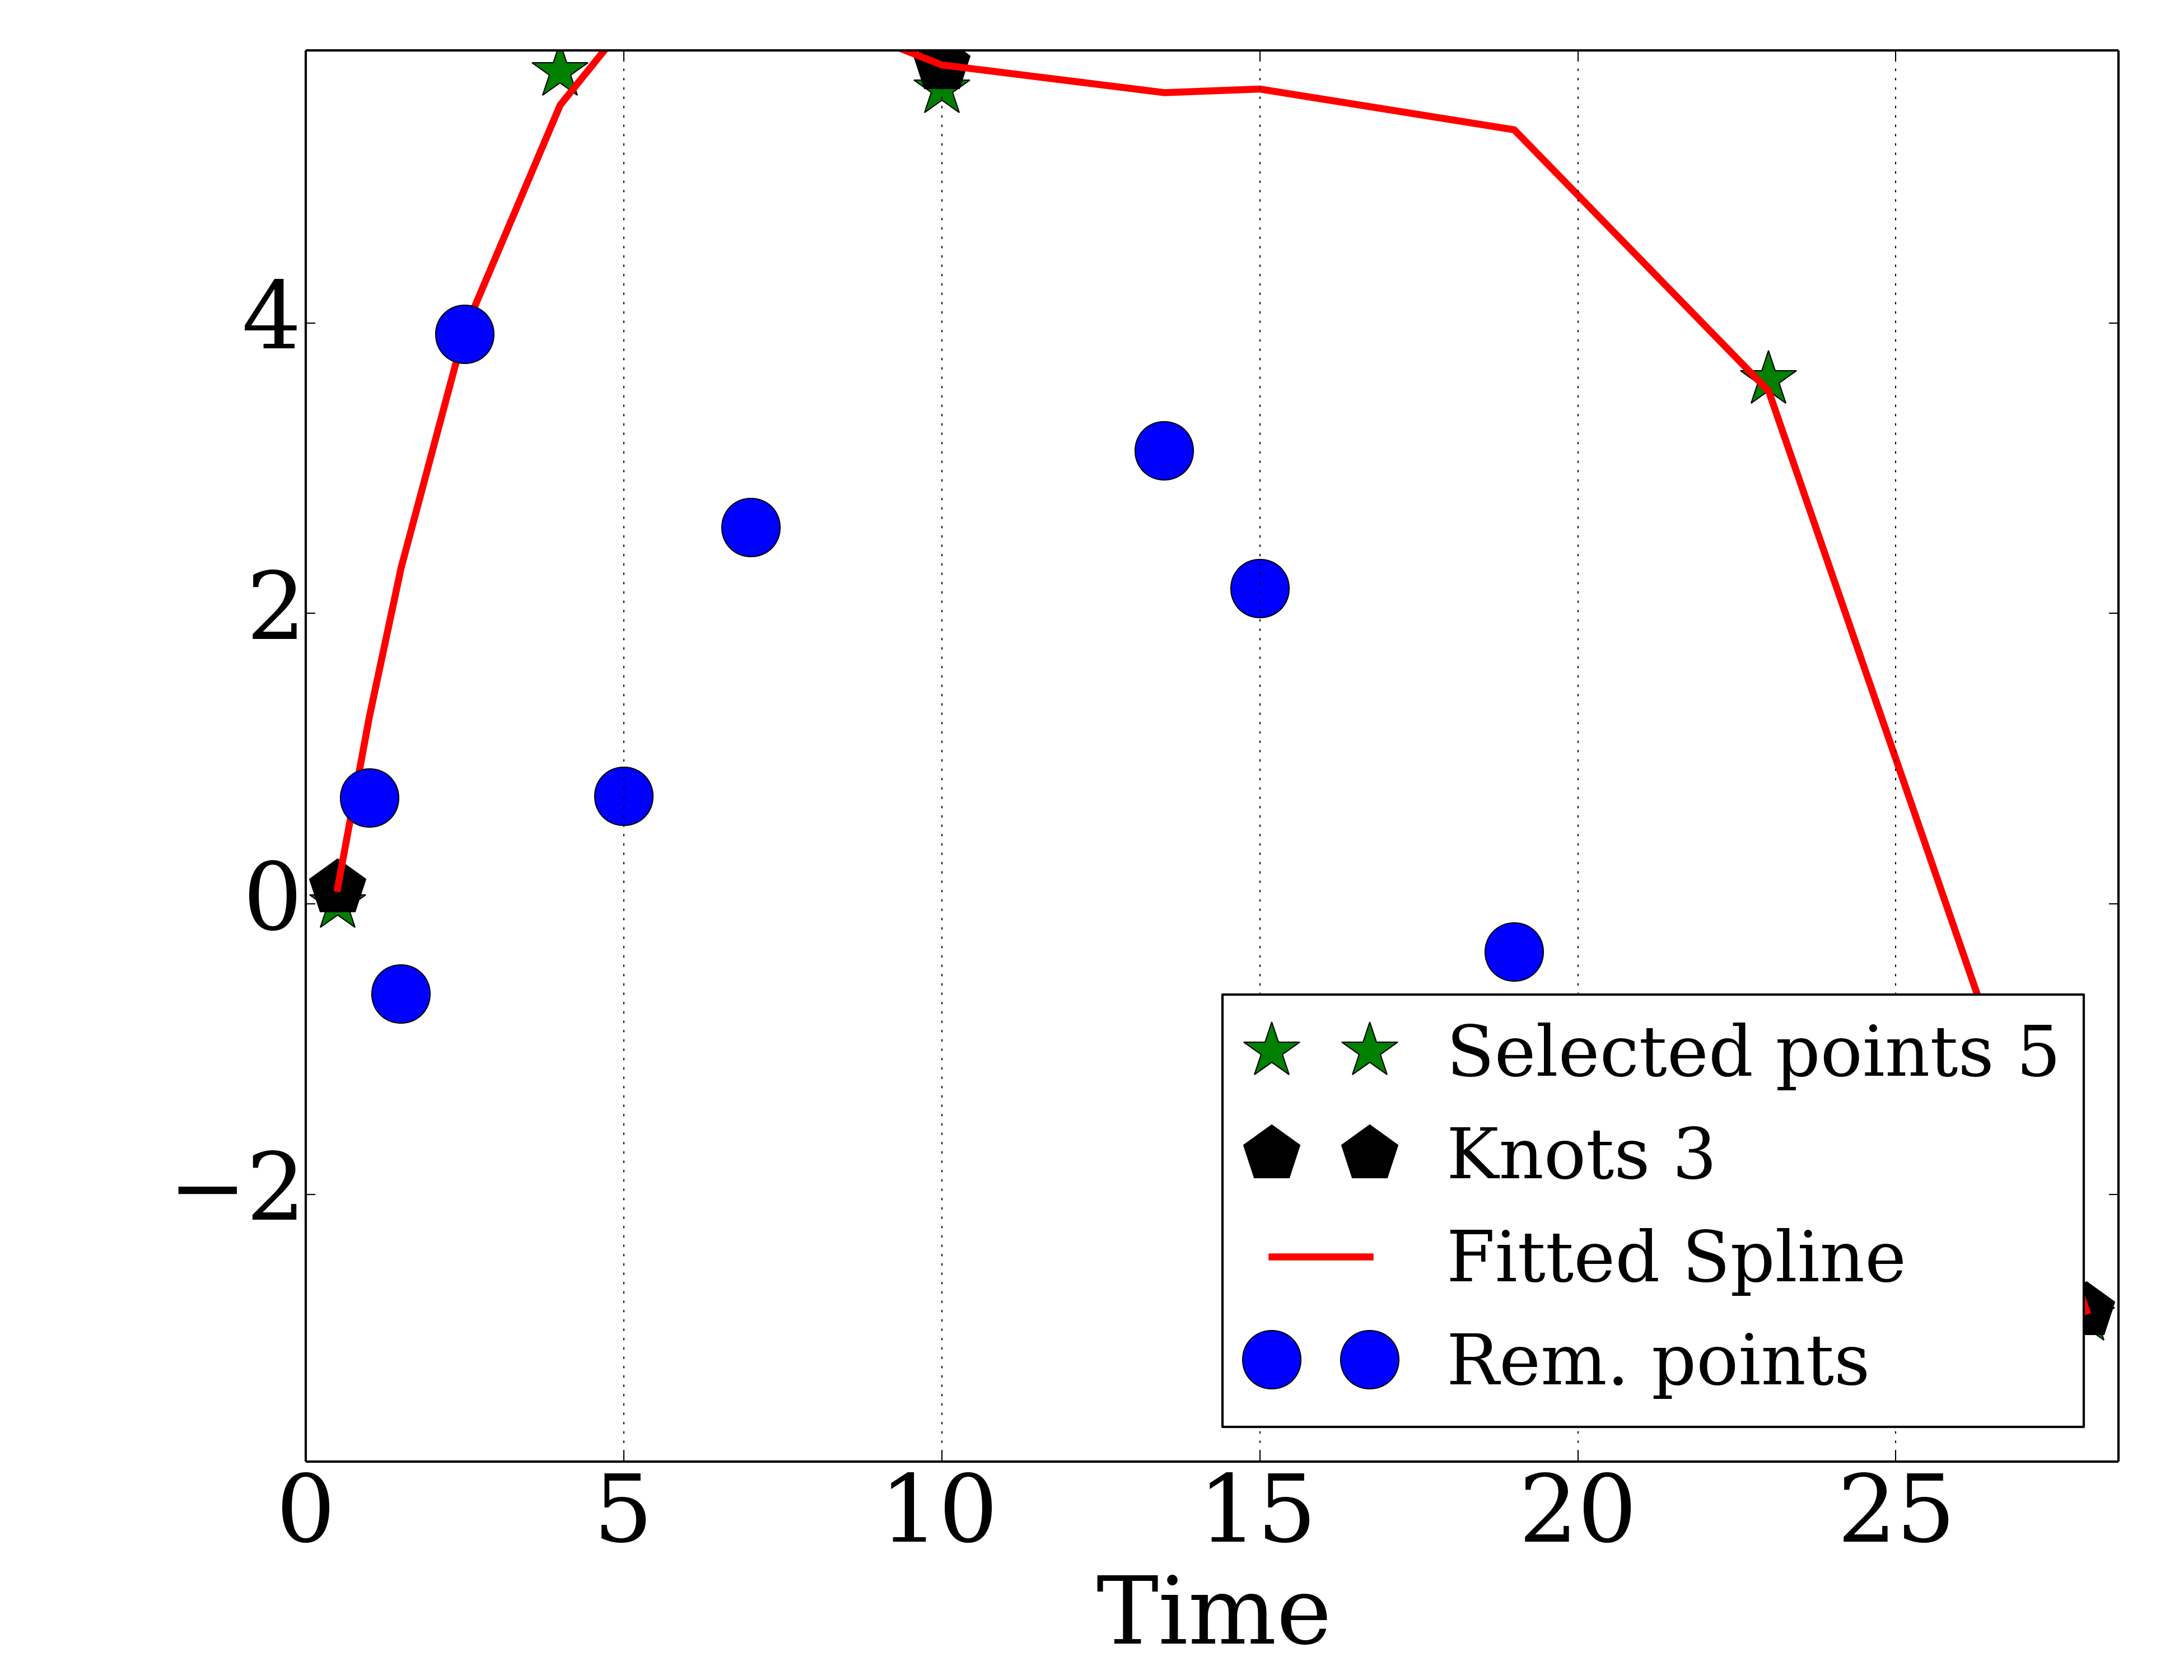 4
2
0
−2
Selected points 5
Knots 3
Fitted Spline
Rem. points
0 5 10 15 20 25
Time